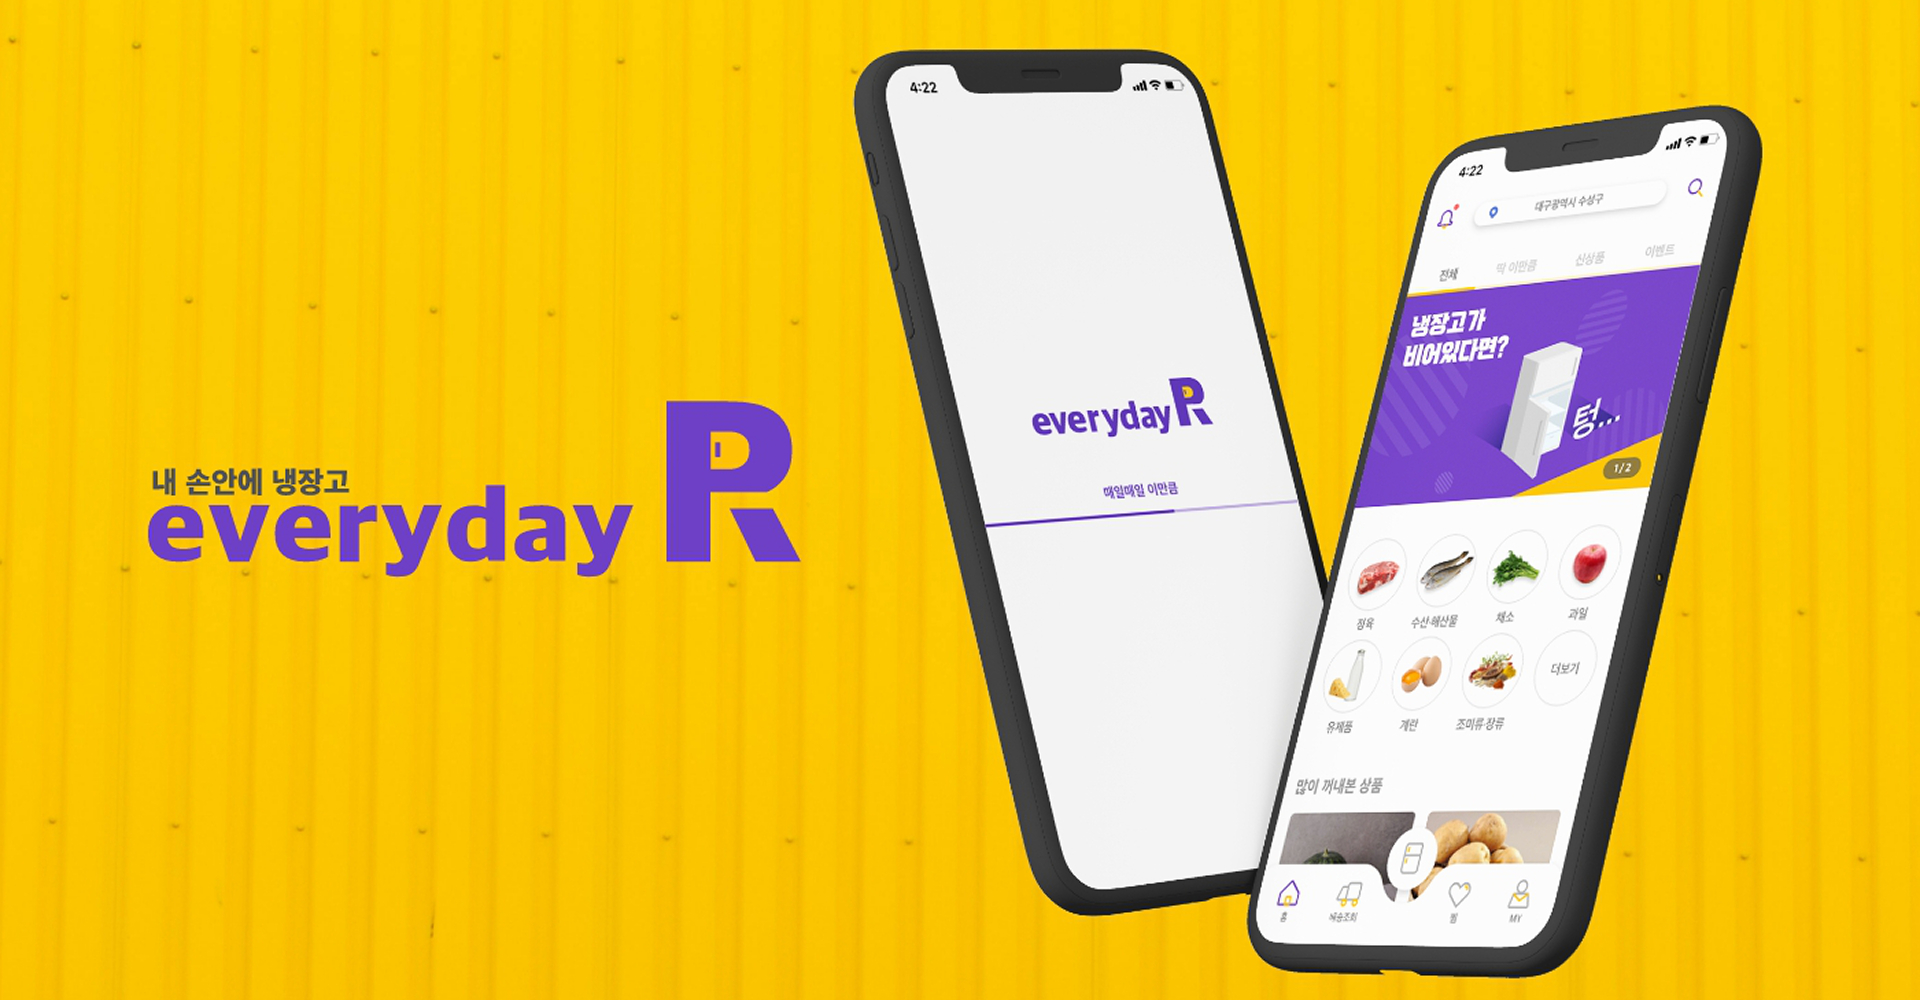 내 손안에 냉장고
everyday R
4:22
everyday R
매일매일 이만큼
4:22
대구광역시 수성구
전체 딱 이만큼 신상품 이벤트
냉장고가
비어있다면?
텅...
1/2
정육 수산·해산물 채소 과일
더보기
유제품 계란 조미류·장류
많이 꺼내본 상품
홈 배송조회 찜 MY